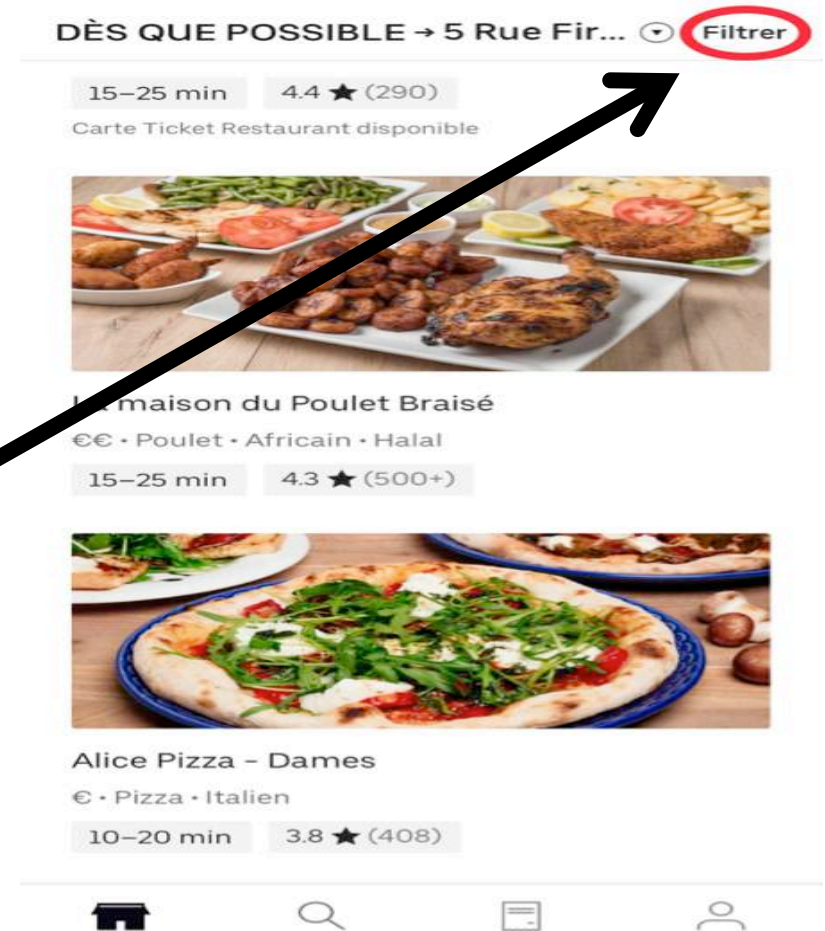 DÈS QUE POSSIBLE → 5 Rue Fir... Filtrer
15–25 min 4.4 ★ (290)
Carte Ticket Restaurant disponible
La maison du Poulet Braisé
€€ • Poulet • Africain • Halal
15–25 min 4.3 ★ (500+)
Alice Pizza – Dames
€ • Pizza • Italien
10–20 min 3.8 ★ (408)